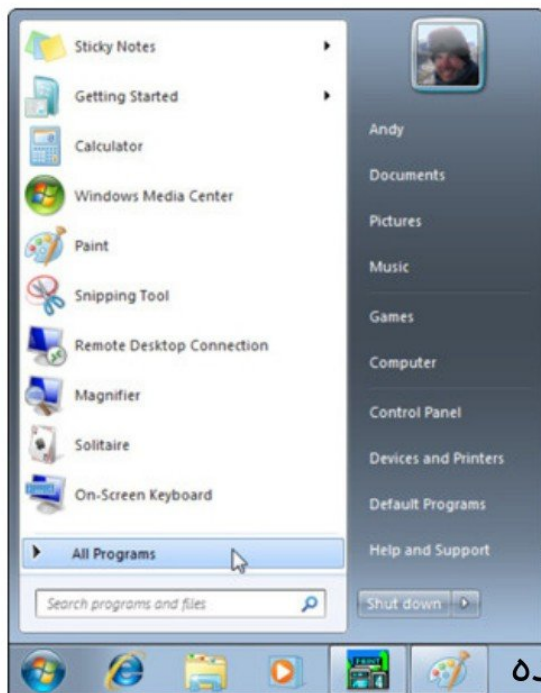 Sticky Notes
Getting Started
Calculator
Windows Media Center
Paint
Snipping Tool
Remote Desktop Connection
Magnifier
Solitaire
On-Screen Keyboard
All Programs
Search programs and files
Andy
Documents
Pictures
Music
Games
Computer
Control Panel
Devices and Printers
Default Programs
Help and Support
Shut down